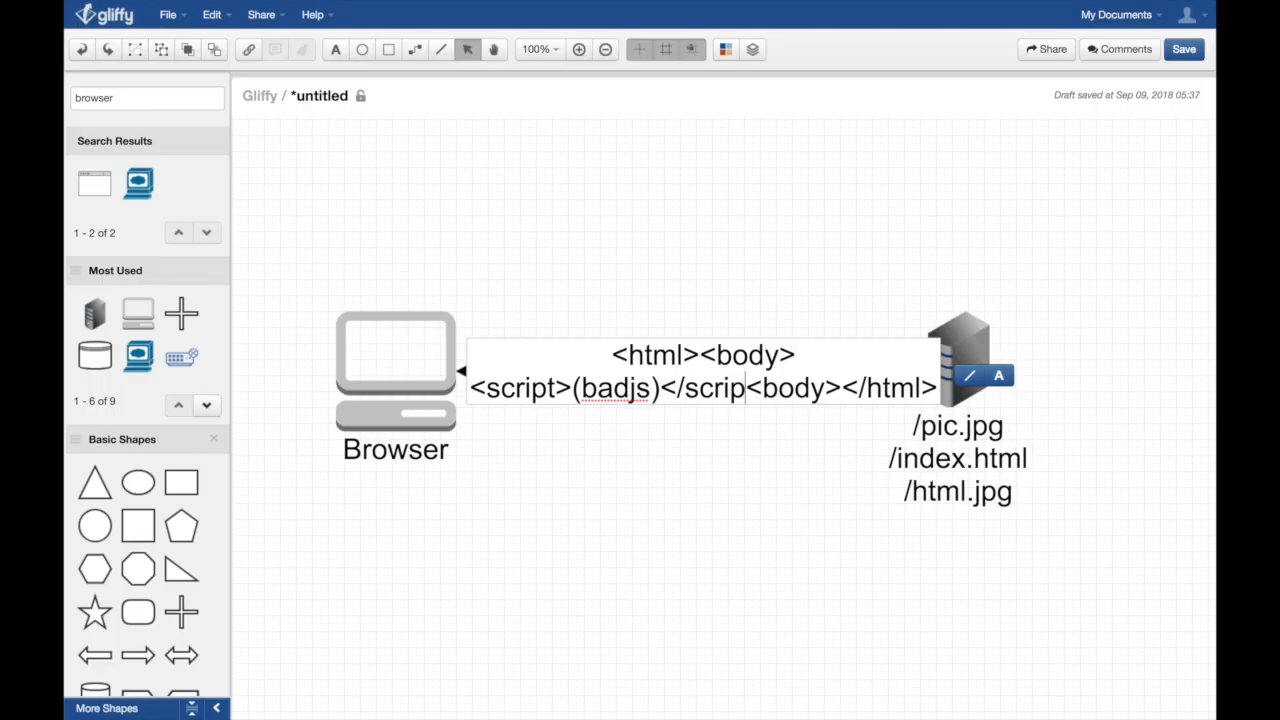 gliffy File Edit Share Help My Documents
A 100% Share Comments Save
browser
Gliffy / *untitled
Draft saved at Sep 09, 2018 05:37
Search Results
1 - 2 of 2
Most Used
1 - 6 of 9
Basic Shapes
More Shapes
<html><body>
<script>(badjs)</scrip<body></html>
A
Browser
/pic.jpg
/index.html
/html.jpg